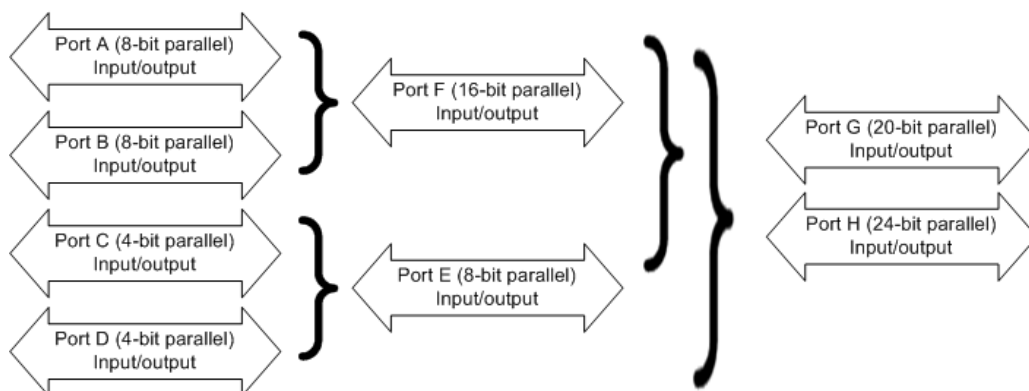 Port A (8-bit parallel)
Input/output
Port B (8-bit parallel)
Input/output
Port C (4-bit parallel)
Input/output
Port D (4-bit parallel)
Input/output
Port F (16-bit parallel)
Input/output
Port E (8-bit parallel)
Input/output
Port G (20-bit parallel)
Input/output
Port H (24-bit parallel)
Input/output